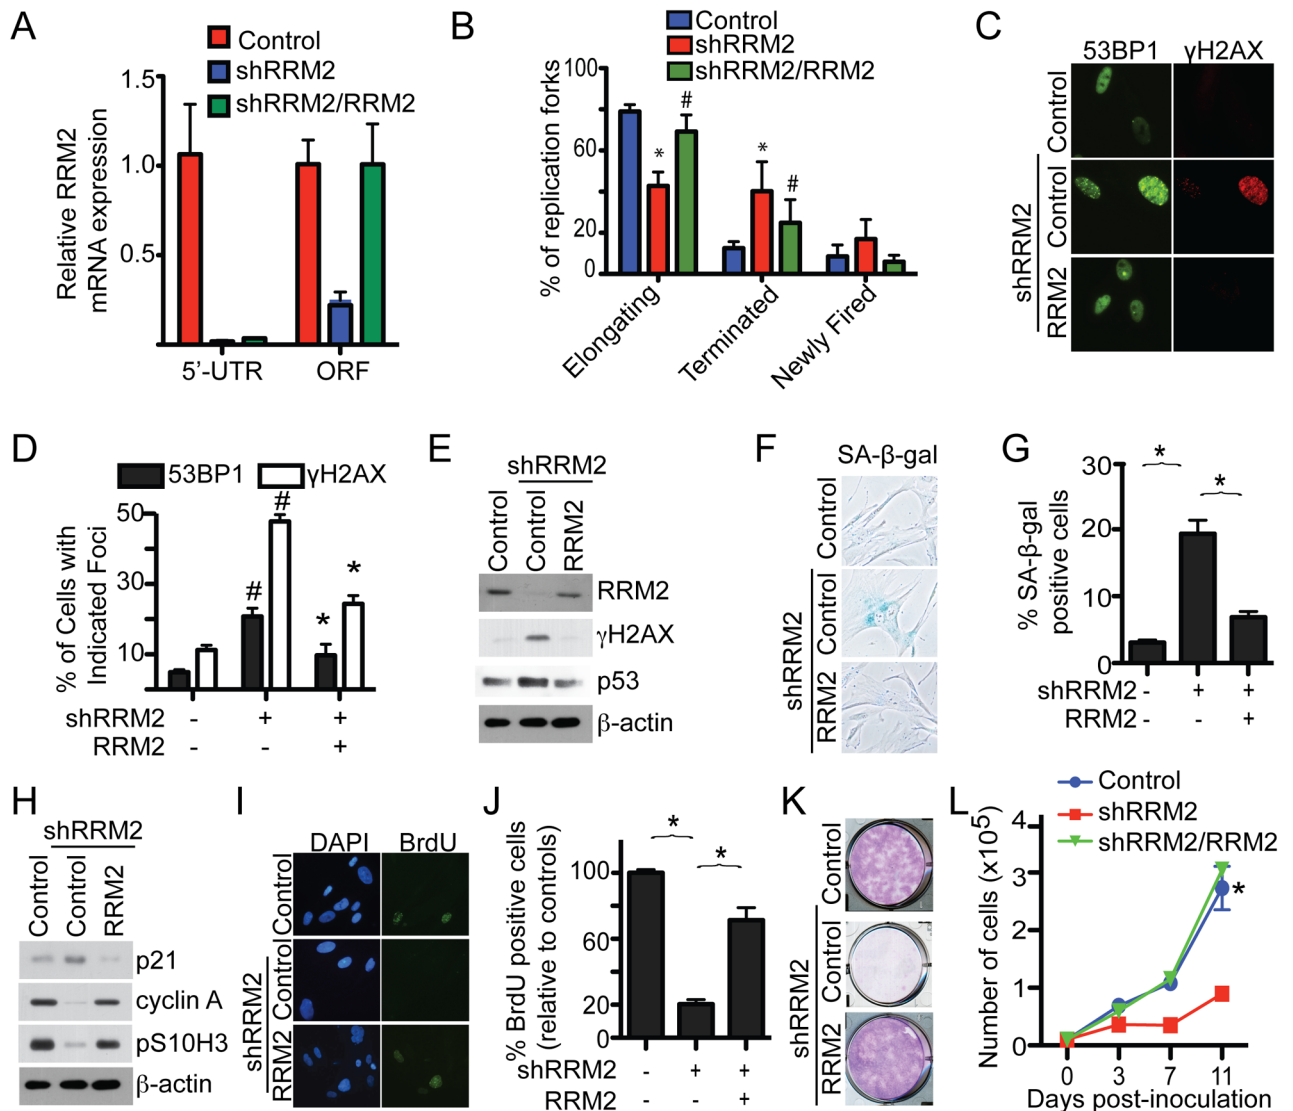 A
Control
shRRM2
shRRM2/RRM2
Relative RRM2
mRNA expression
1.5
1.0
0.5
5'-UTR
ORF
B
Control
shRRM2
shRRM2/RRM2
% of replication forks
100
60
20
0
*
#
*
#
Elongating
Terminated
Newly Fired
C
53BP1
γH2AX
Control
shRRM2
Control
RRM2
D
53BP1
γH2AX
% of Cells with
Indicated Foci
50
30
10
#
#
*
*
shRRM2
-
+
+
RRM2
-
-
+
E
shRRM2
Control
Control
RRM2
RRM2
γH2AX
p53
β-actin
F
SA-β-gal
Control
shRRM2
Control
RRM2
G
% SA-β-gal
positive cells
30
20
10
0
*
*
shRRM2
-
+
+
RRM2
-
-
+
H
shRRM2
Control
Control
RRM2
p21
cyclin A
pS10H3
β-actin
I
DAPI
BrdU
Control
shRRM2
Control
RRM2
J
% BrdU positive cells
(relative to controls)
100
60
20
0
*
*
shRRM2
-
+
+
RRM2
-
-
+
K
Control
shRRM2
Control
RRM2
L
Control
shRRM2
shRRM2/RRM2
Number of cells (x10⁵)
4
3
2
1
0
*
0
3
7
11
Days post-inoculation